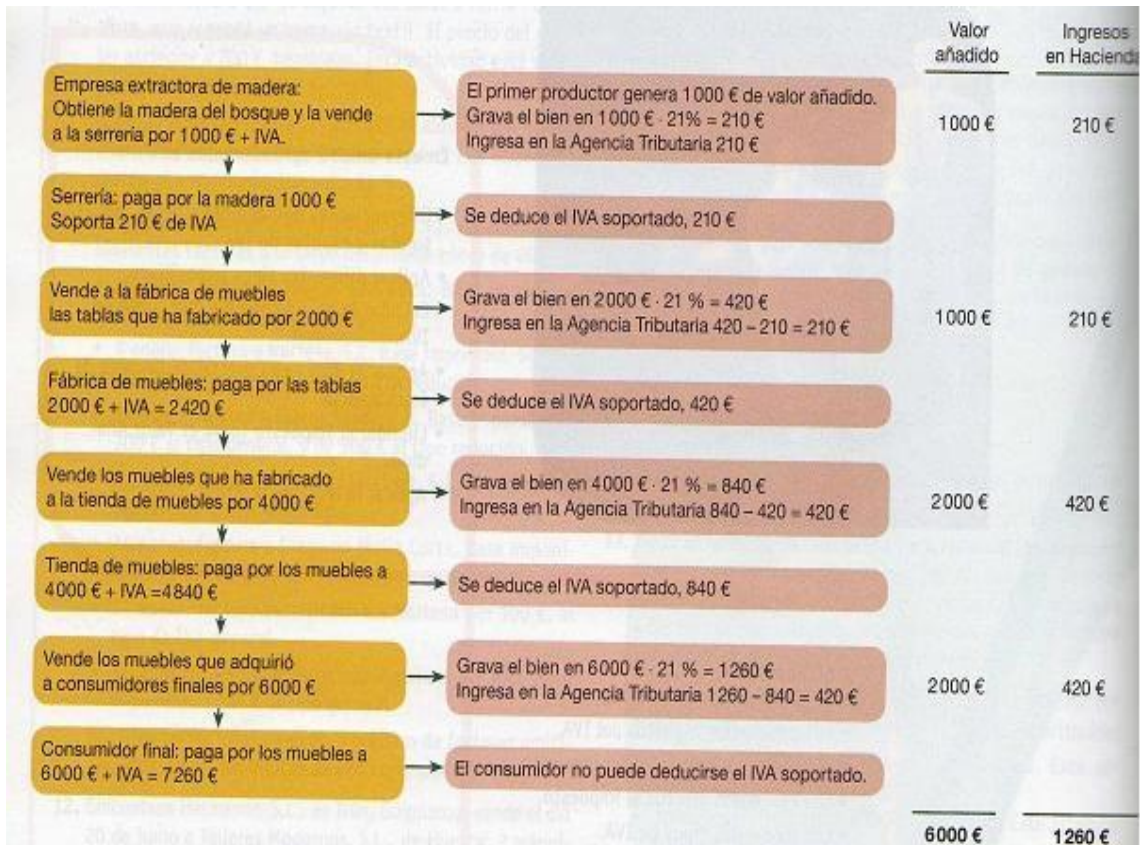 Valor
añadido
Ingresos
en Hacienda
Empresa extractora de madera:
Obtiene la madera del bosque y la vende
a la serrería por 1000 € + IVA.
El primer productor genera 1000 € de valor añadido.
Grava el bien en 1000 € · 21% = 210 €
Ingresa en la Agencia Tributaria 210 €
1000 €
210 €
Serrería: paga por la madera 1000 €
Soporta 210 € de IVA
Se deduce el IVA soportado, 210 €
Vende a la fábrica de muebles
las tablas que ha fabricado por 2000 €
Grava el bien en 2000 € · 21 % = 420 €
Ingresa en la Agencia Tributaria 420 – 210 = 210 €
1000 €
210 €
Fábrica de muebles: paga por las tablas
2000 € + IVA = 2420 €
Se deduce el IVA soportado, 420 €
Vende los muebles que ha fabricado
a la tienda de muebles por 4000 €
Grava el bien en 4000 € · 21 % = 840 €
Ingresa en la Agencia Tributaria 840 – 420 = 420 €
2000 €
420 €
Tienda de muebles: paga por los muebles a
4000 € + IVA =4840 €
Se deduce el IVA soportado, 840 €
Vende los muebles que adquirió
a consumidores finales por 6000 €
Grava el bien en 6000 € · 21 % = 1260 €
Ingresa en la Agencia Tributaria 1260 – 840 = 420 €
2000 €
420 €
Consumidor final: paga por los muebles a
6000 € + IVA = 7260 €
El consumidor no puede deducirse el IVA soportado.
6000 €
1260 €